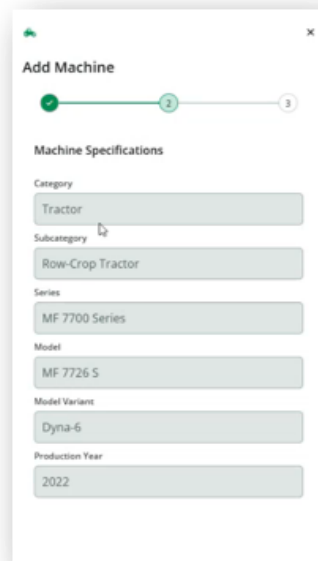 ×
Add Machine
2 3
Machine Specifications
Category
Tractor
Subcategory
Row-Crop Tractor
Series
MF 7700 Series
Model
MF 7726 S
Model Variant
Dyna-6
Production Year
2022